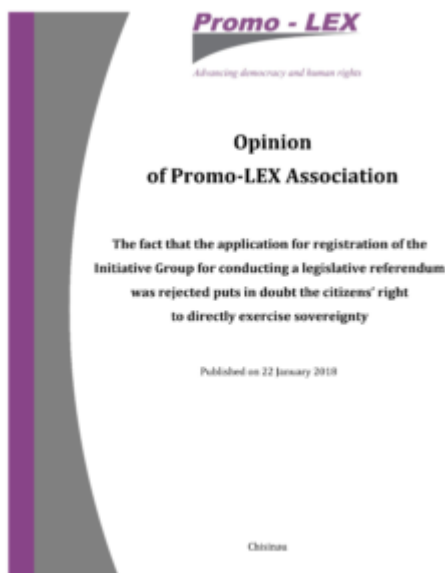 Promo - LEX
Advancing democracy and human rights
Opinion
of Promo-LEX Association
The fact that the application for registration of the
Initiative Group for conducting a legislative referendum
was rejected puts in doubt the citizens' right
to directly exercise sovereignty
Published on 22 January 2018
Chisinau